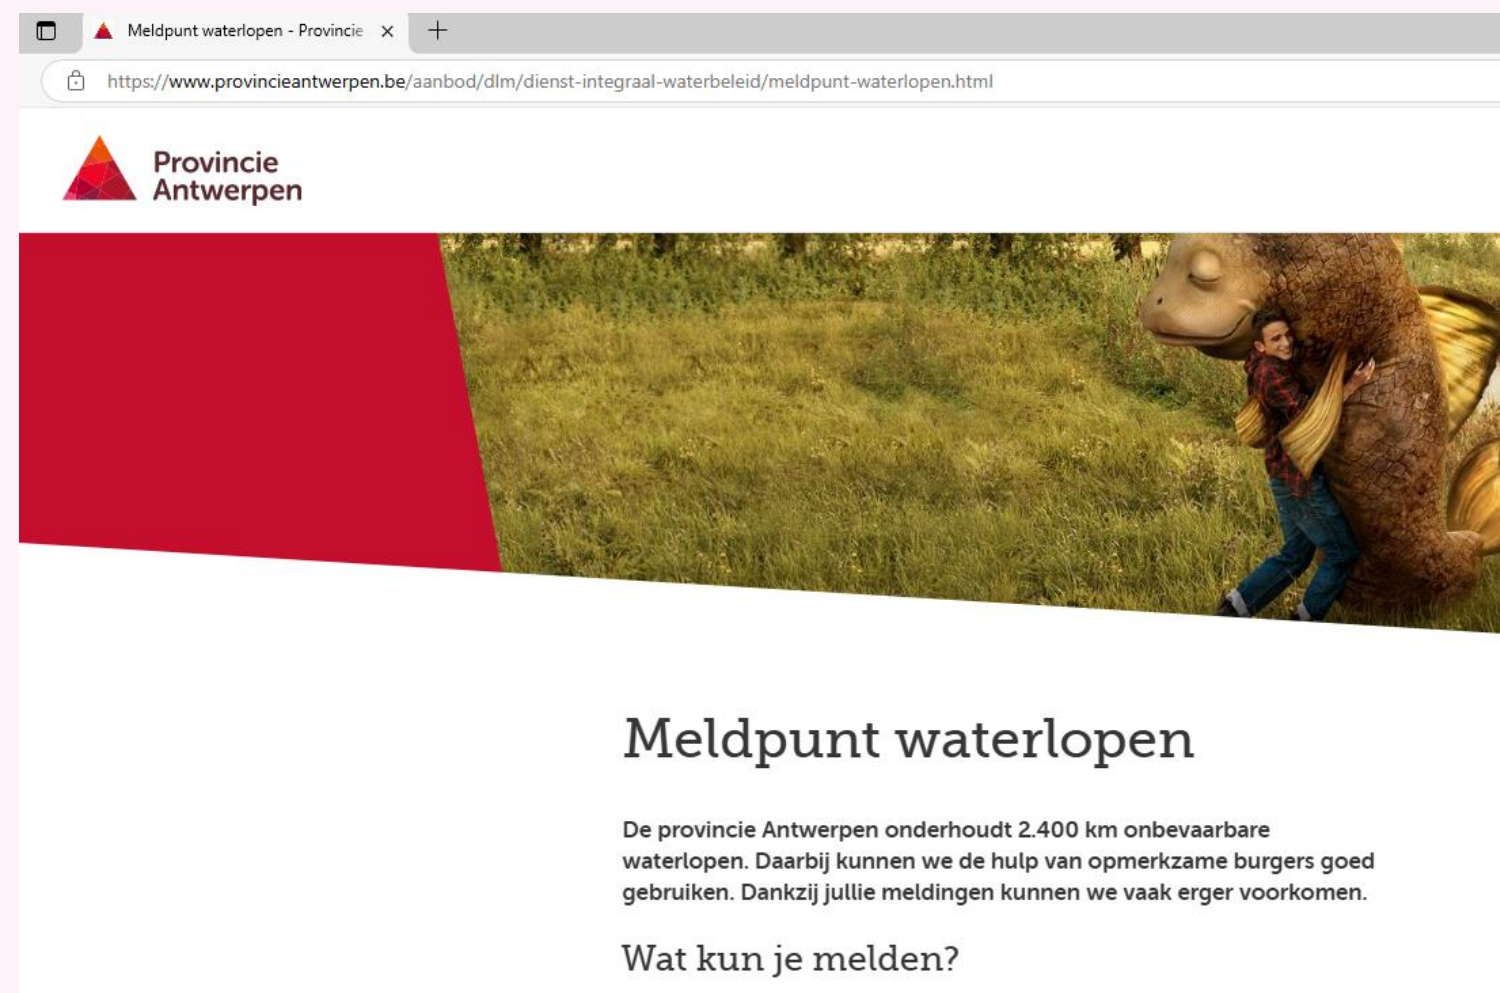 Meldpunt waterlopen - Provincie
https://www.provincieantwerpen.be/aanbod/dlm/dienst-integraal-waterbeleid/meldpunt-waterlopen.html
Provincie
Antwerpen
Meldpunt waterlopen
De provincie Antwerpen onderhoudt 2.400 km onbevaarbare
waterlopen. Daarbij kunnen we de hulp van opmerkzame burgers goed
gebruiken. Dankzij jullie meldingen kunnen we vaak erger voorkomen.
Wat kun je melden?